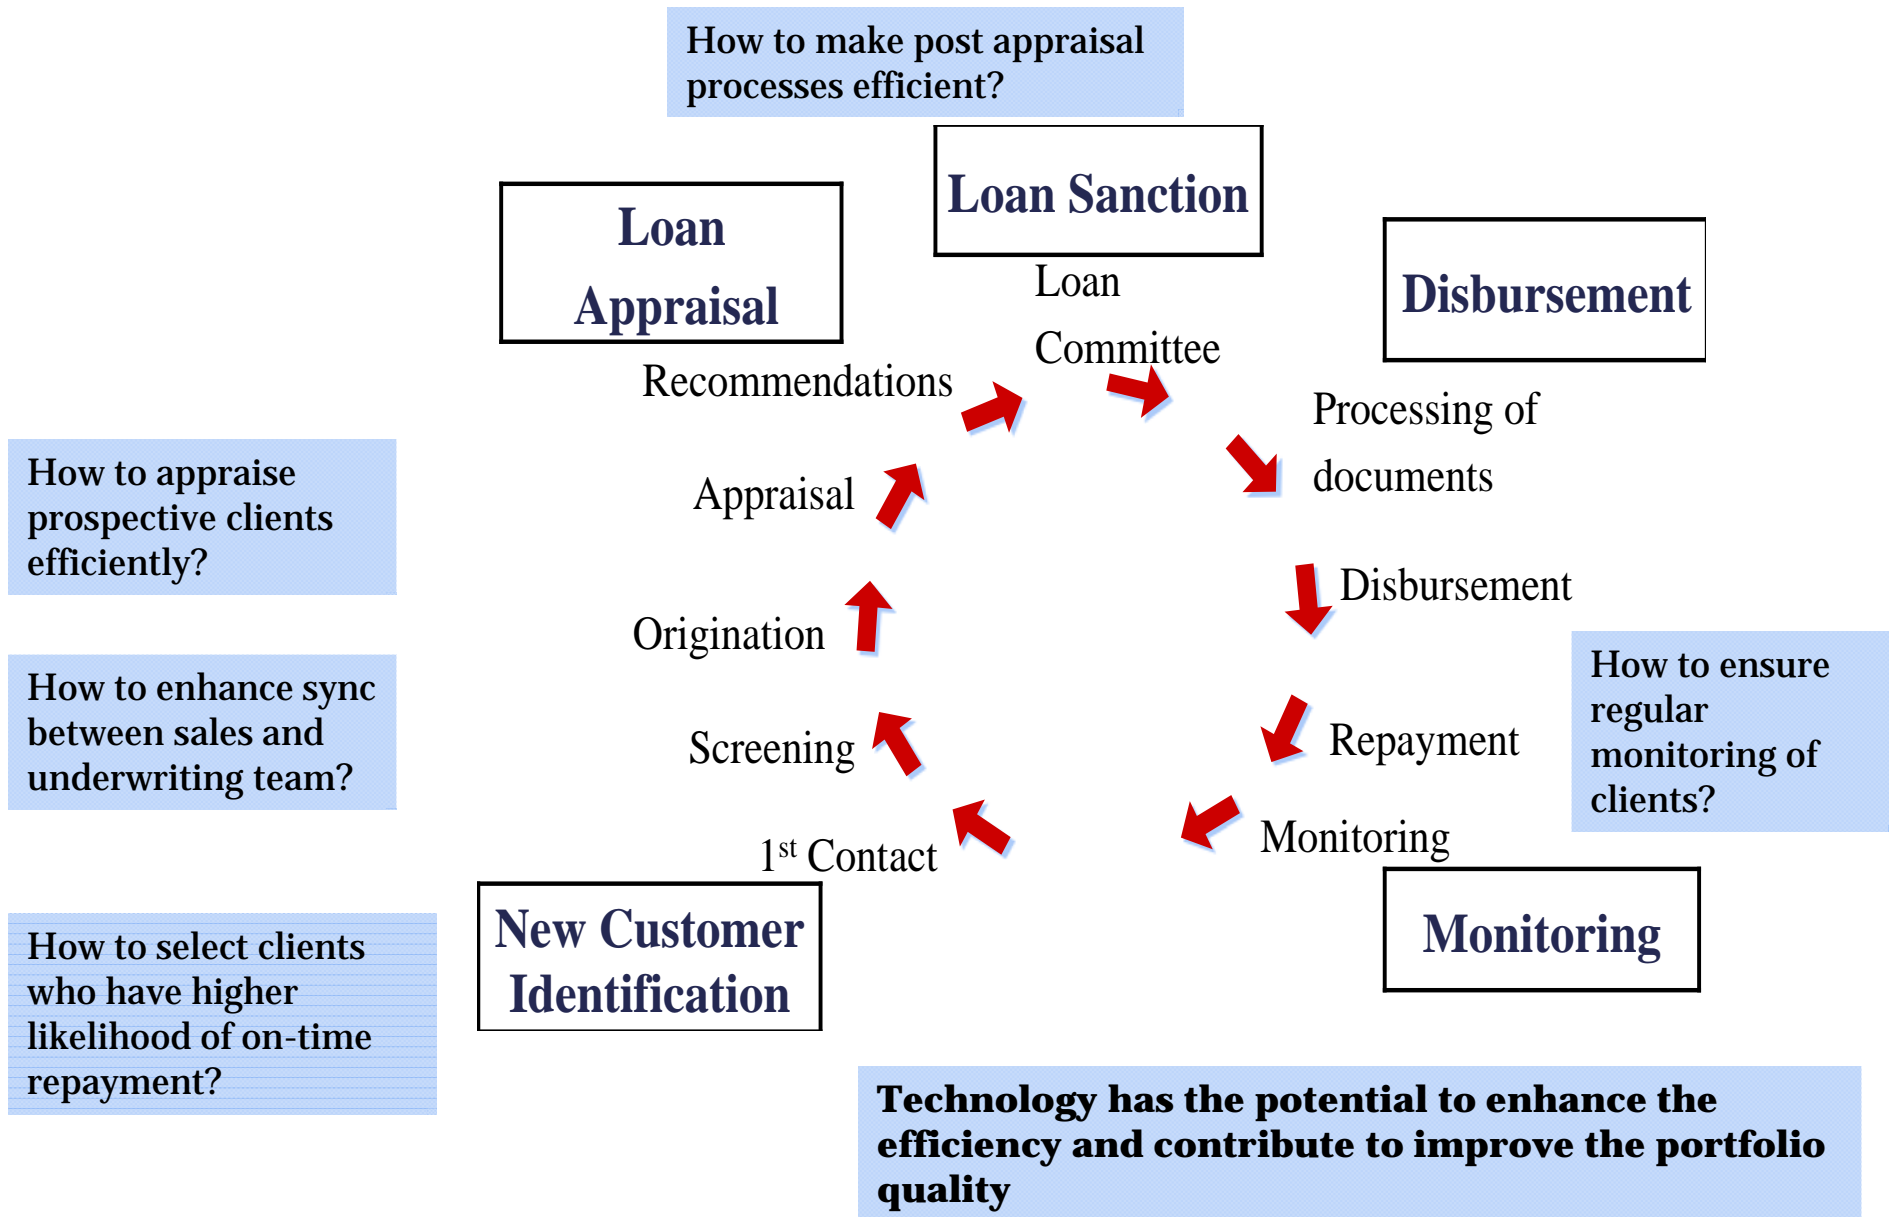 How to make post appraisal
processes efficient?
Loan Sanction
Loan
Appraisal
Disbursement
Loan
Committee
Recommendations
Processing of
documents
How to appraise
prospective clients
efficiently?
Appraisal
Disbursement
Origination
How to enhance sync
between sales and
underwriting team?
How to ensure
regular
monitoring of
clients?
Screening
Repayment
1st Contact
Monitoring
New Customer
Identification
Monitoring
How to select clients
who have higher
likelihood of on-time
repayment?
Technology has the potential to enhance the
efficiency and contribute to improve the portfolio
quality